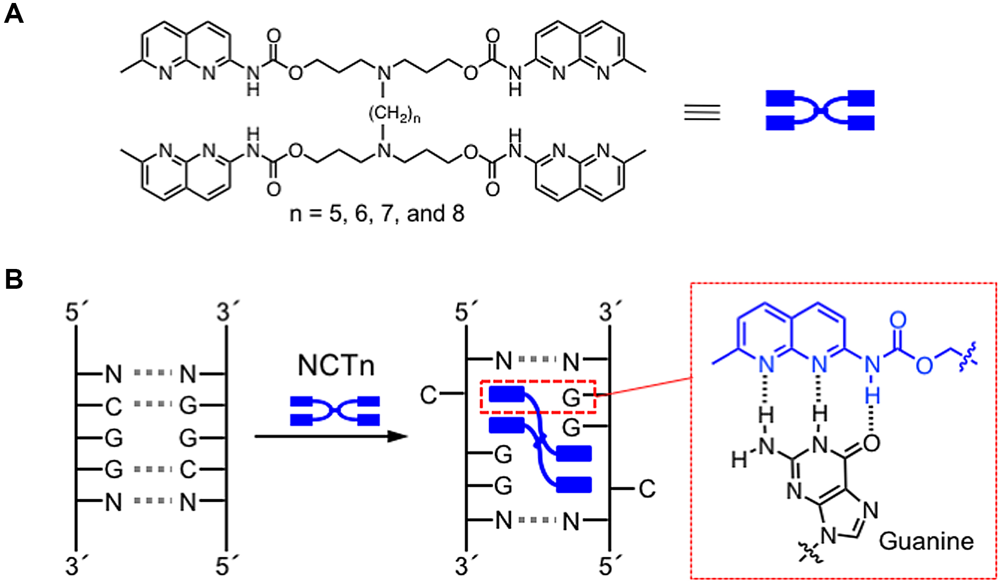 A
O O
N N N H O N O N H N N
(CH2)n
N N H N O N O H N N N
O O
n = 5, 6, 7, and 8
B
5´ 3´
N N
C G
G G
G C
N N
3´ 5´
NCTn
5´ 3´
N N
C G
G
G
G C
N N
3´ 5´
O
N N N O
H
H H O
H N N
N N
N
Guanine